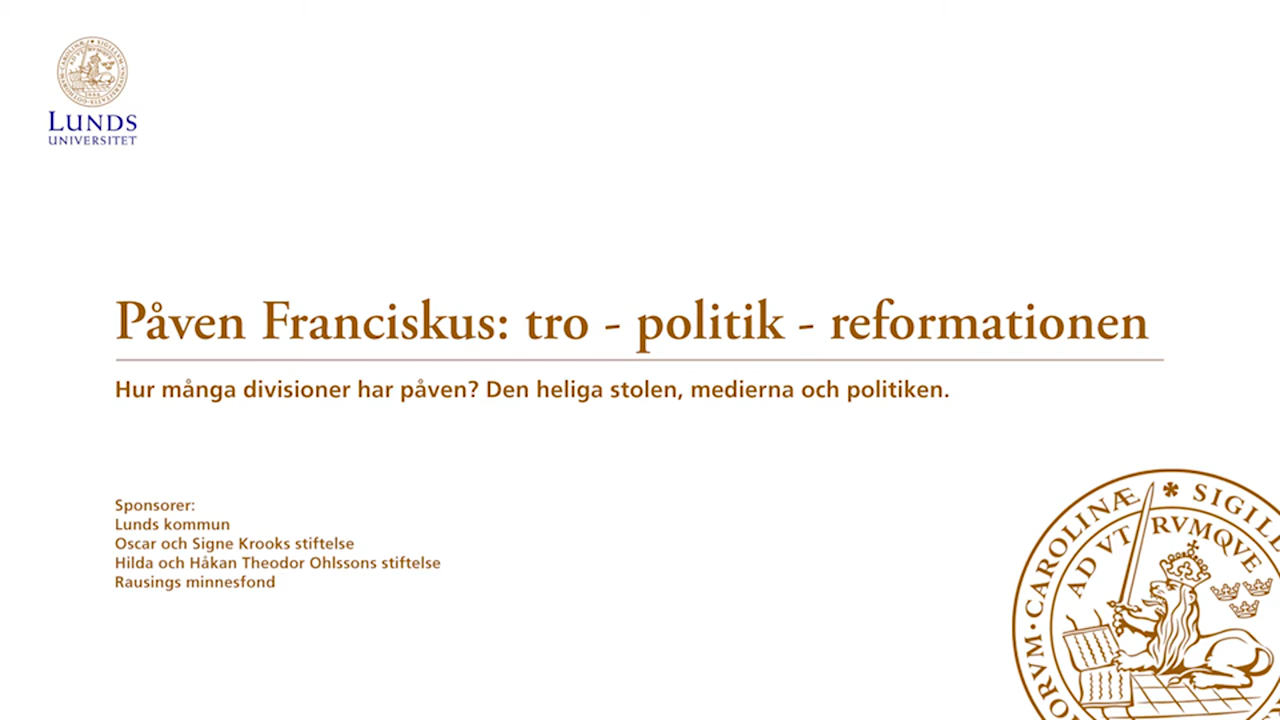 LUNDS
UNIVERSITET
Påven Franciskus: tro - politik - reformationen
Hur många divisioner har påven? Den heliga stolen, medierna och politiken.
Sponsorer:
Lunds kommun
Oscar och Signe Krooks stiftelse
Hilda och Håkan Theodor Ohlssons stiftelse
Rausings minnesfond
ORVM · CAROLINÆ * SIGILL
AD VTRVMQVE